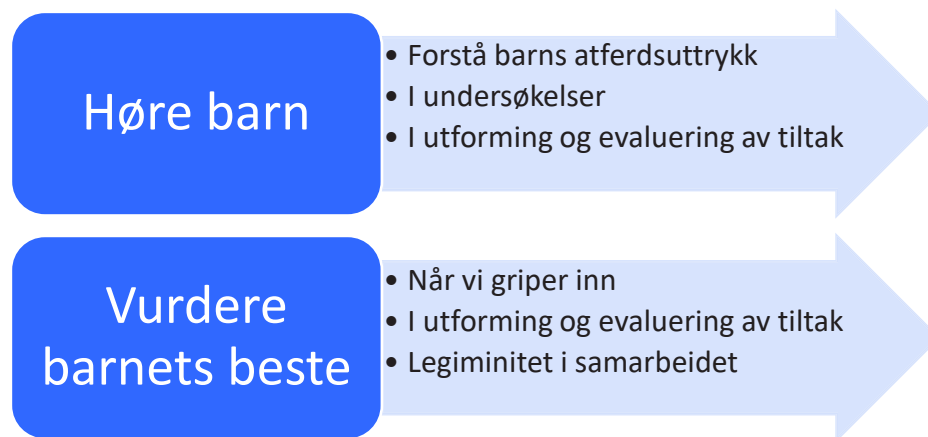 Høre barn
• Forstå barns atferdsuttrykk
• I undersøkelser
• I utforming og evaluering av tiltak
Vurdere
barnets beste
• Når vi griper inn
• I utforming og evaluering av tiltak
• Legiminitet i samarbeidet